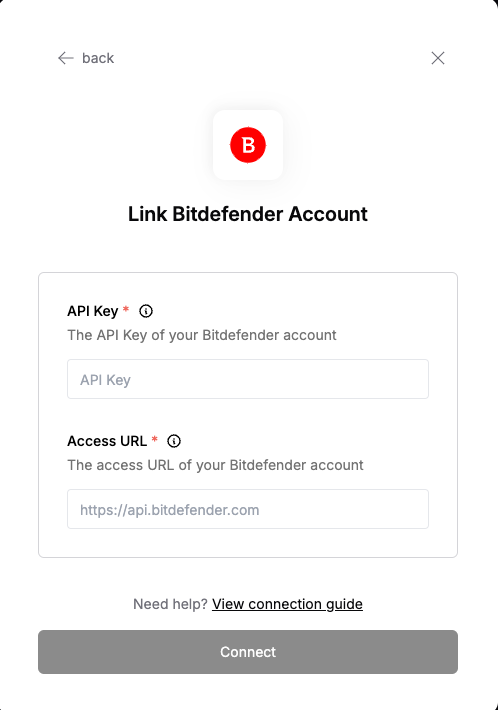 back
B
Link Bitdefender Account
API Key *
The API Key of your Bitdefender account
API Key
Access URL *
The access URL of your Bitdefender account
https://api.bitdefender.com
Need help? View connection guide
Connect